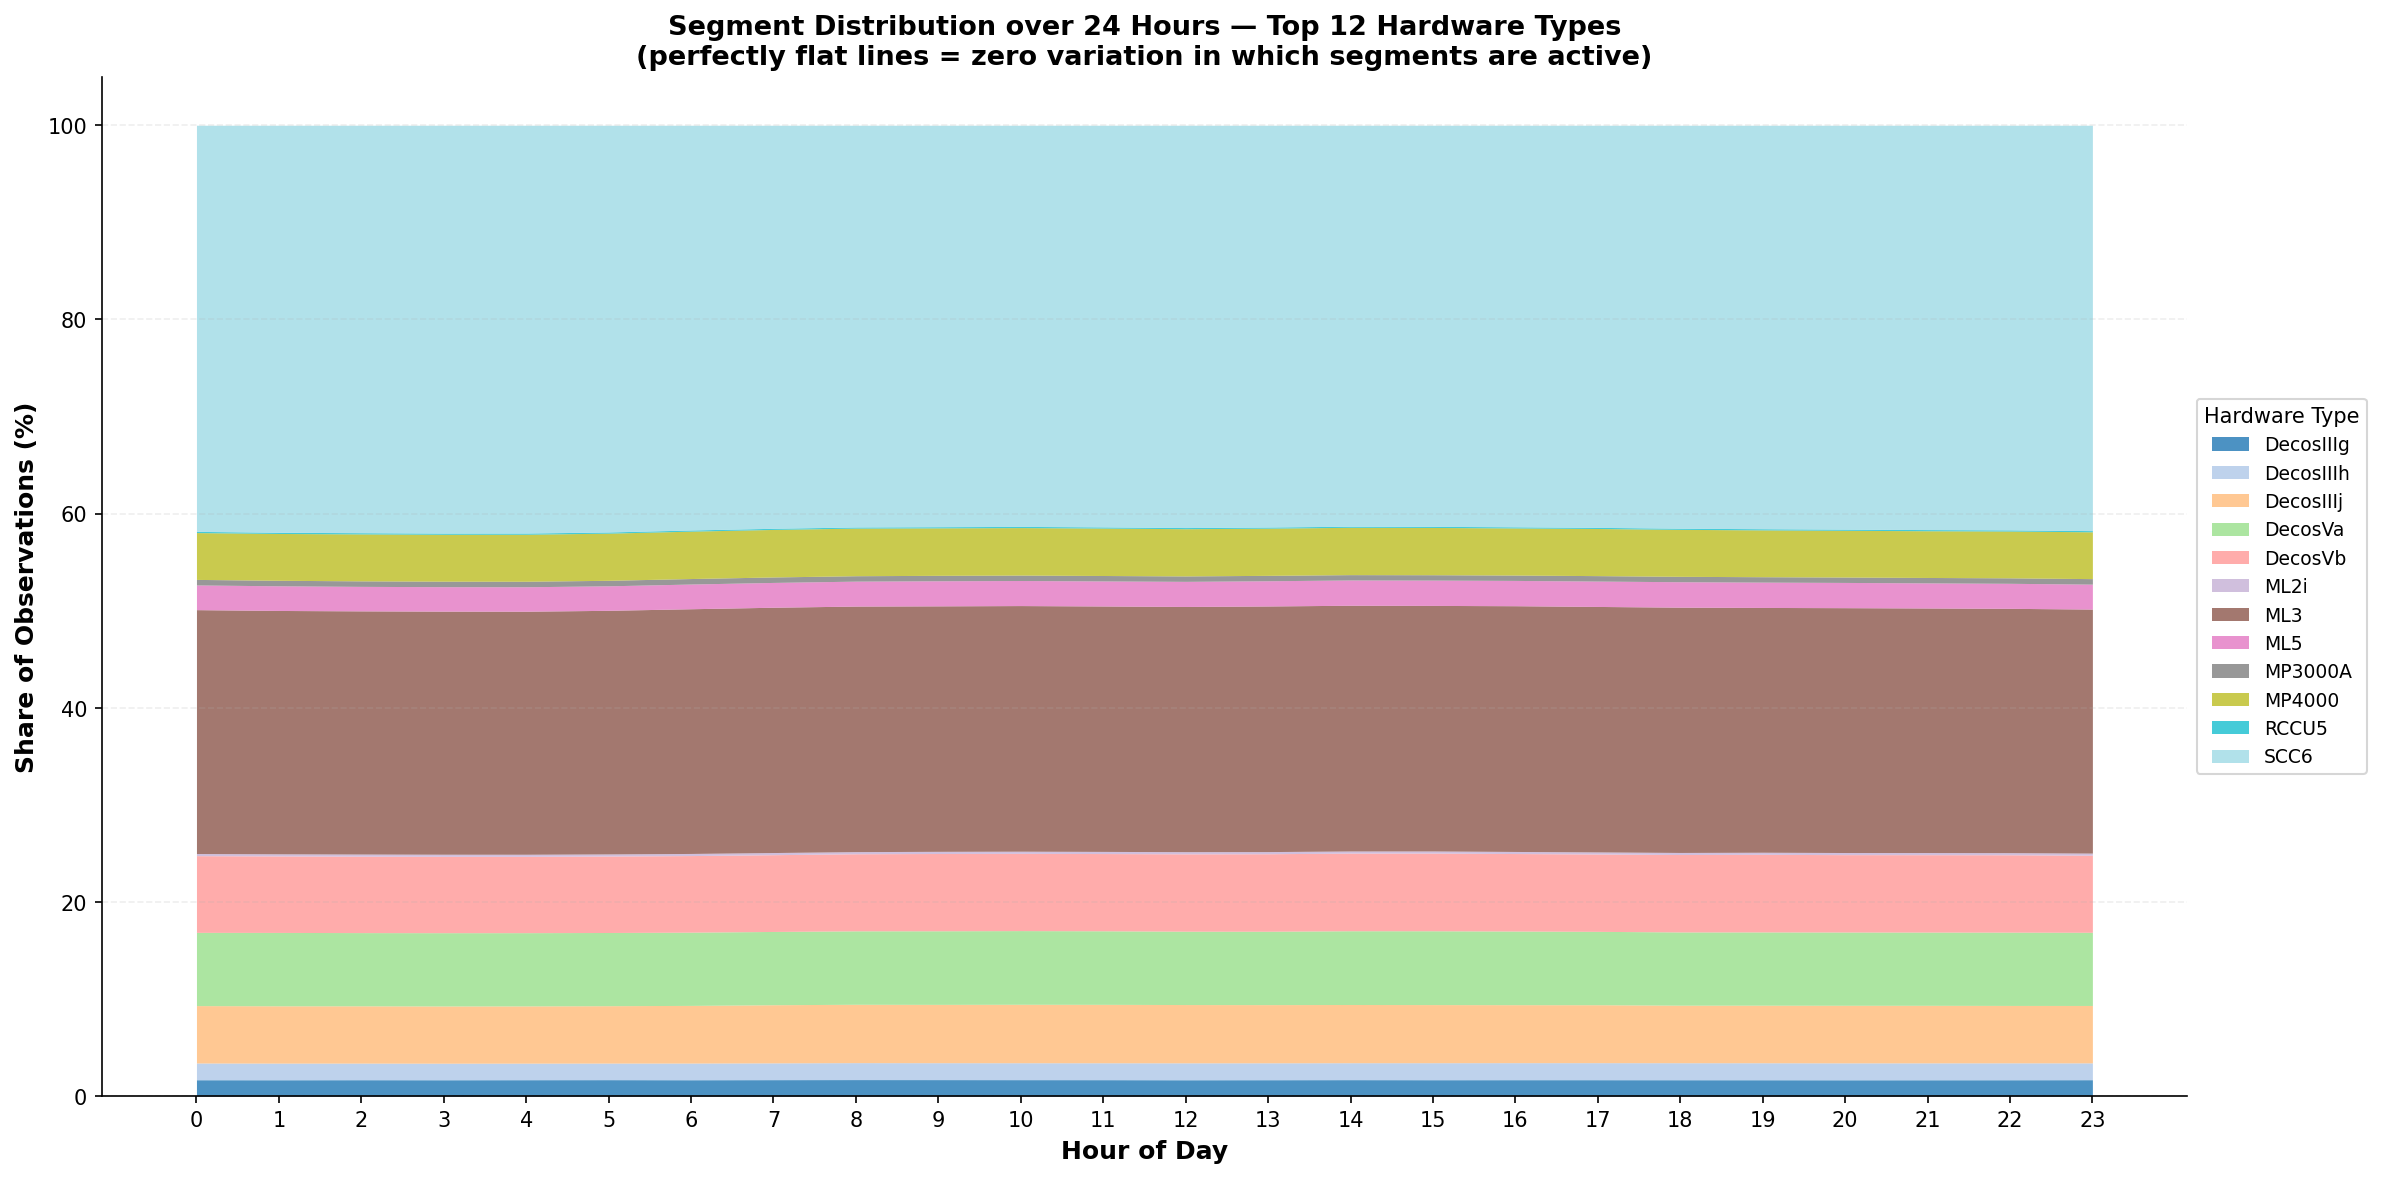 Segment Distribution over 24 Hours — Top 12 Hardware Types
(perfectly flat lines = zero variation in which segments are active)
Share of Observations (%)
100
80
60
40
20
0
0 1 2 3 4 5 6 7 8 9 10 11 12 13 14 15 16 17 18 19 20 21 22 23
Hour of Day
Hardware Type
DecosIIIg
DecosIIIh
DecosIIIj
DecosVa
DecosVb
ML2i
ML3
ML5
MP3000A
MP4000
RCCU5
SCC6